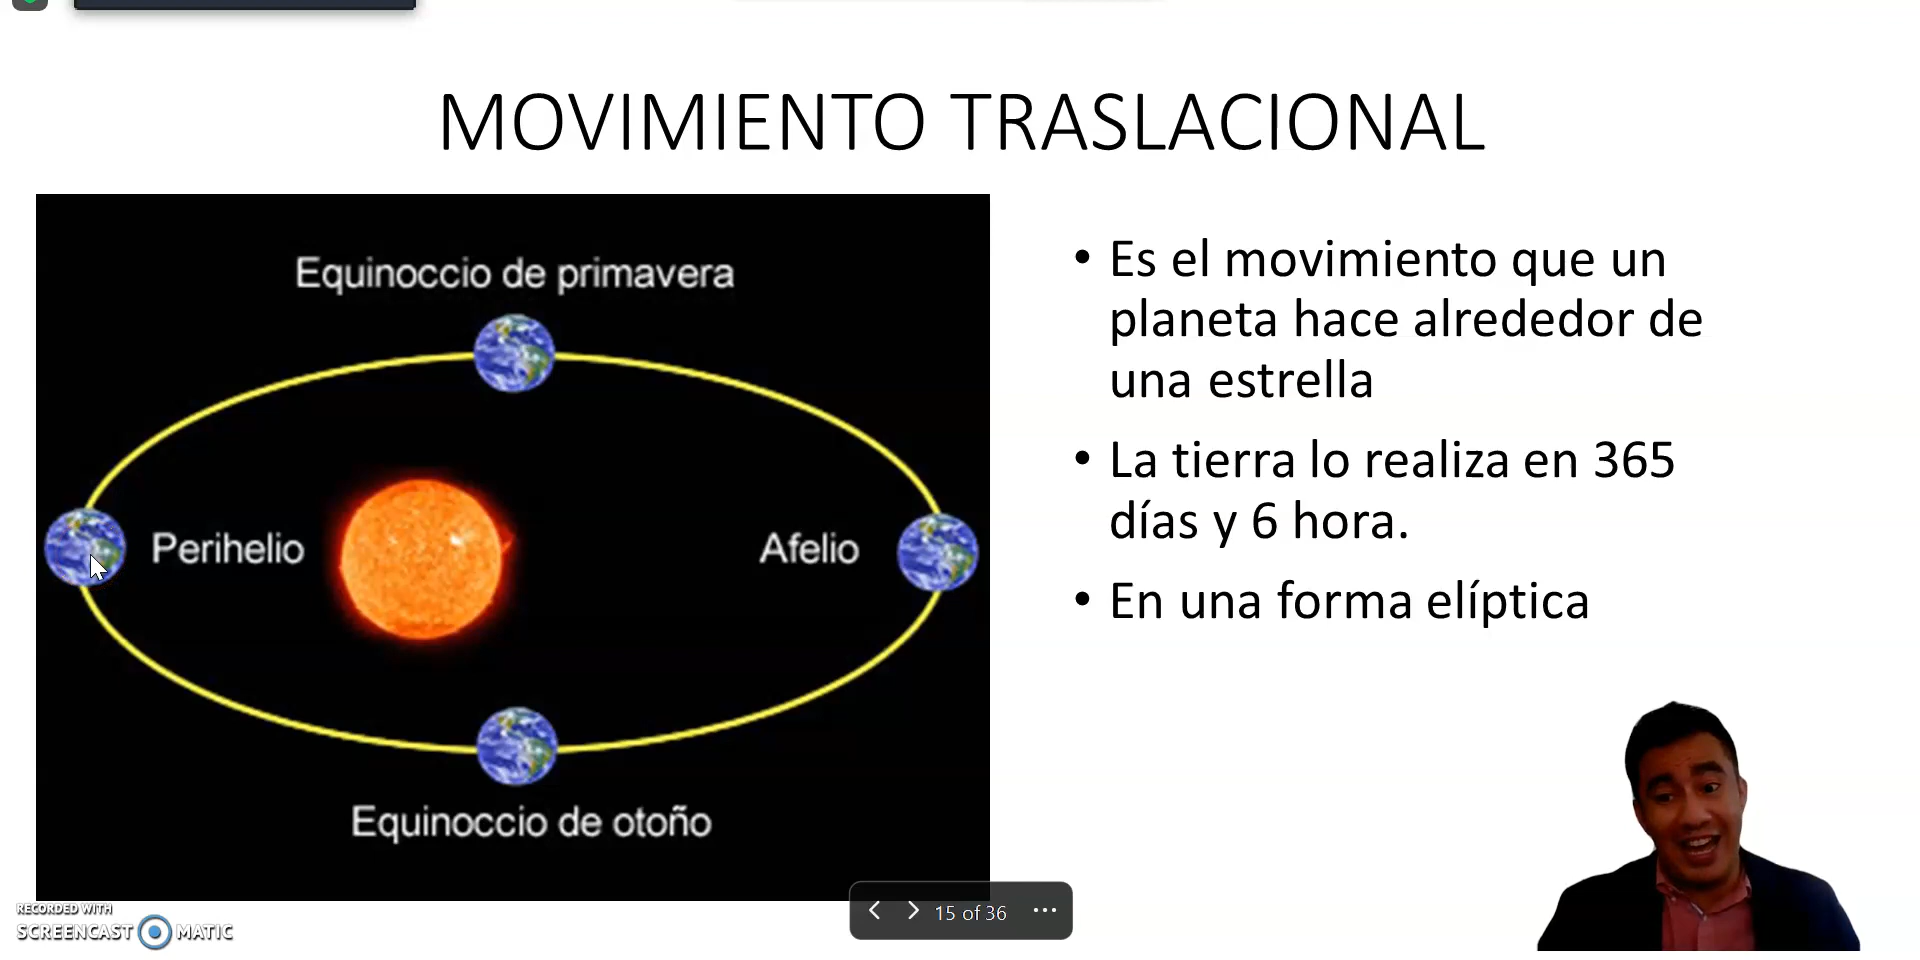 MOVIMIENTO TRASLACIONAL
Equinoccio de primavera
Perihelio
Afelio
Equinoccio de otoño
• Es el movimiento que un
planeta hace alrededor de
una estrella
• La tierra lo realiza en 365
días y 6 hora.
• En una forma elíptica
RECORDED WITH
SCREENCAST MATIC
15 of 36